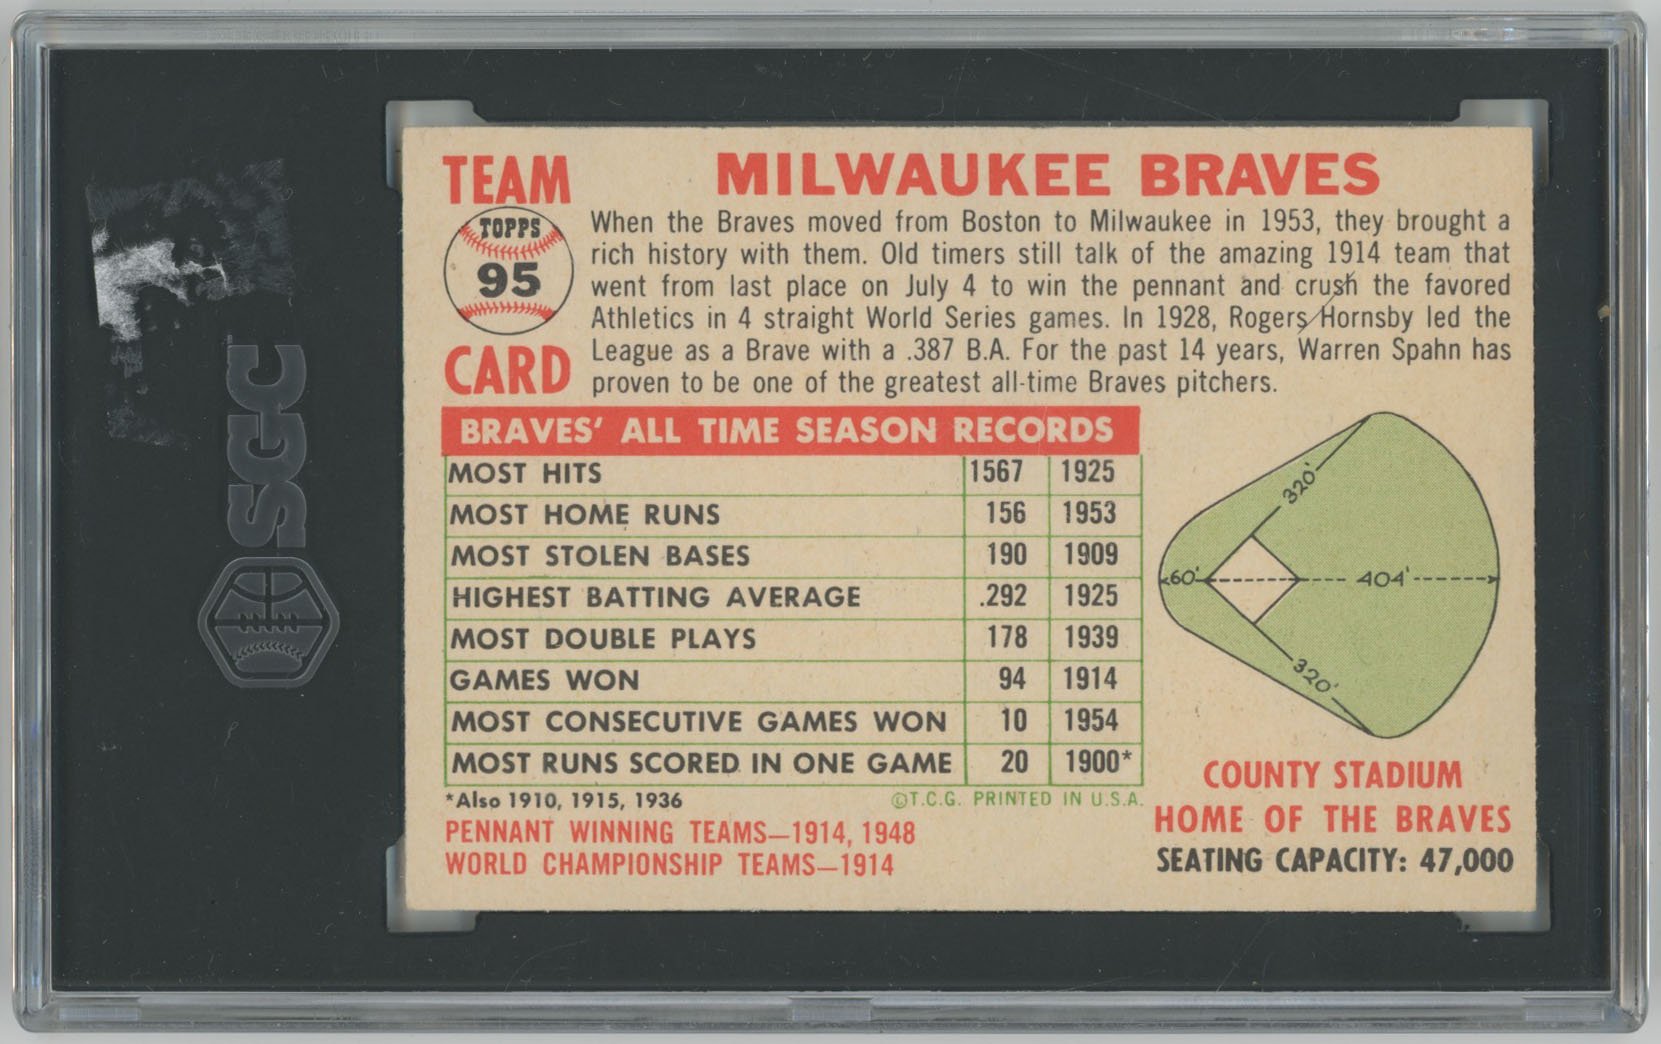 SGC
TEAM
TOPPS
95
CARD
MILWAUKEE BRAVES
When the Braves moved from Boston to Milwaukee in 1953, they brought a
rich history with them. Old timers still talk of the amazing 1914 team that
went from last place on July 4 to win the pennant and crush the favored
Athletics in 4 straight World Series games. In 1928, Rogers Hornsby led the
League as a Brave with a .387 B.A. For the past 14 years, Warren Spahn has
proven to be one of the greatest all-time Braves pitchers.
BRAVES' ALL TIME SEASON RECORDS
MOST HITS 1567 1925
MOST HOME RUNS 156 1953
MOST STOLEN BASES 190 1909
HIGHEST BATTING AVERAGE .292 1925
MOST DOUBLE PLAYS 178 1939
GAMES WON 94 1914
MOST CONSECUTIVE GAMES WON 10 1954
MOST RUNS SCORED IN ONE GAME 20 1900*
*Also 1910, 1915, 1936
©T.C.G. PRINTED IN U.S.A.
PENNANT WINNING TEAMS—1914, 1948
WORLD CHAMPIONSHIP TEAMS—1914
320'
60'
404'
320'
COUNTY STADIUM
HOME OF THE BRAVES
SEATING CAPACITY: 47,000